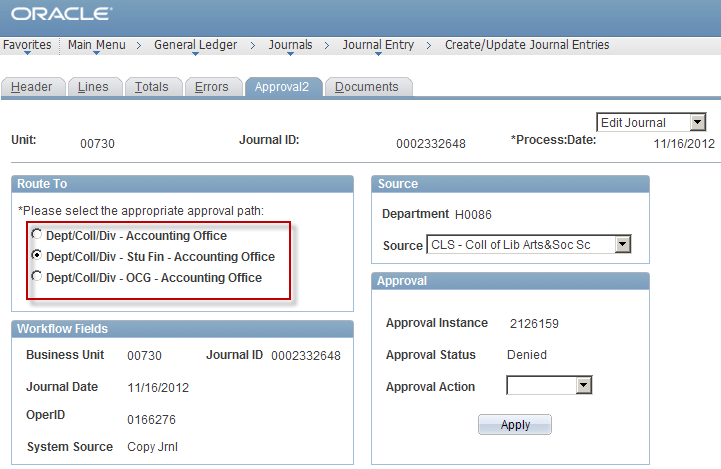 ORACLE
Favorites Main Menu > General Ledger > Journals > Journal Entry > Create/Update Journal Entries
Header Lines Totals Errors Approval2 Documents
Edit Journal
Unit: 00730 Journal ID: 0002332648 *Process:Date: 11/16/2012
Route To
*Please select the appropriate approval path:
Dept/Coll/Div - Accounting Office
Dept/Coll/Div - Stu Fin - Accounting Office
Dept/Coll/Div - OCG - Accounting Office
Source
Department H0086
Source CLS - Coll of Lib Arts&Soc Sc
Workflow Fields
Business Unit 00730 Journal ID 0002332648
Journal Date 11/16/2012
OperID 0166276
System Source Copy Jrnl
Approval
Approval Instance 2126159
Approval Status Denied
Approval Action
Apply